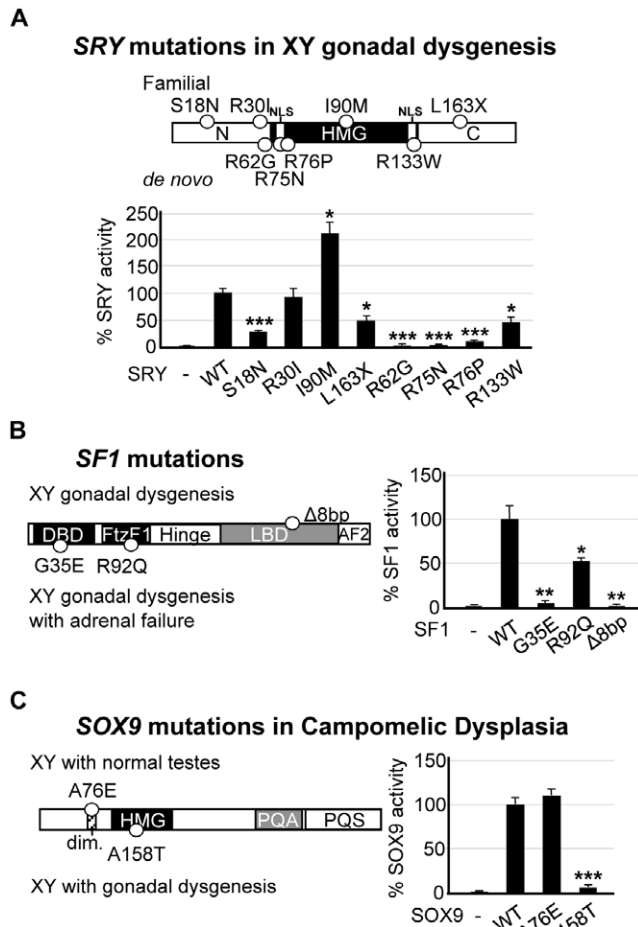 A
SRY mutations in XY gonadal dysgenesis
Familial
S18N R30I NLS I90M NLS L163X
N HMG C
R62G R76P R133W
de novo R75N
% SRY activity
250
200
150
100
50
0
*** * * *** *** *** *
SRY - WT S18N R30I I90M L163X R62G R75N R76P R133W
B
SF1 mutations
XY gonadal dysgenesis
Δ8bp
DBD FtzF1 Hinge LBD AF2
G35E R92Q
XY gonadal dysgenesis
with adrenal failure
% SF1 activity
150
100
50
0
** * **
SF1 - WT G35E R92Q Δ8bp
C
SOX9 mutations in Campomelic Dysplasia
XY with normal testes
A76E
HMG PQA PQS
dim.
A158T
XY with gonadal dysgenesis
% SOX9 activity
150
100
50
0
***
SOX9 - WT A76E